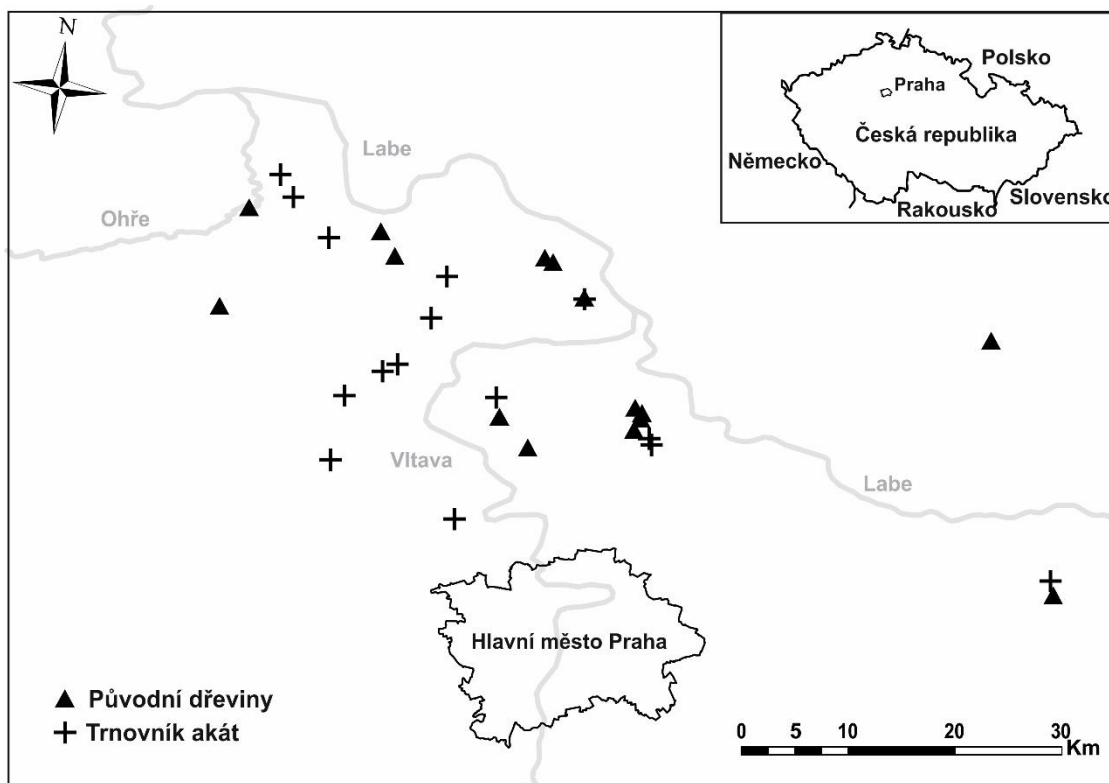 N
Polsko
Praha
Česká republika
Německo
Slovensko
Rakousko
Labe
Ohře
Vltava
Labe
Hlavní město Praha
Původní dřeviny
Trnovník akát
0 5 10 20 30
Km